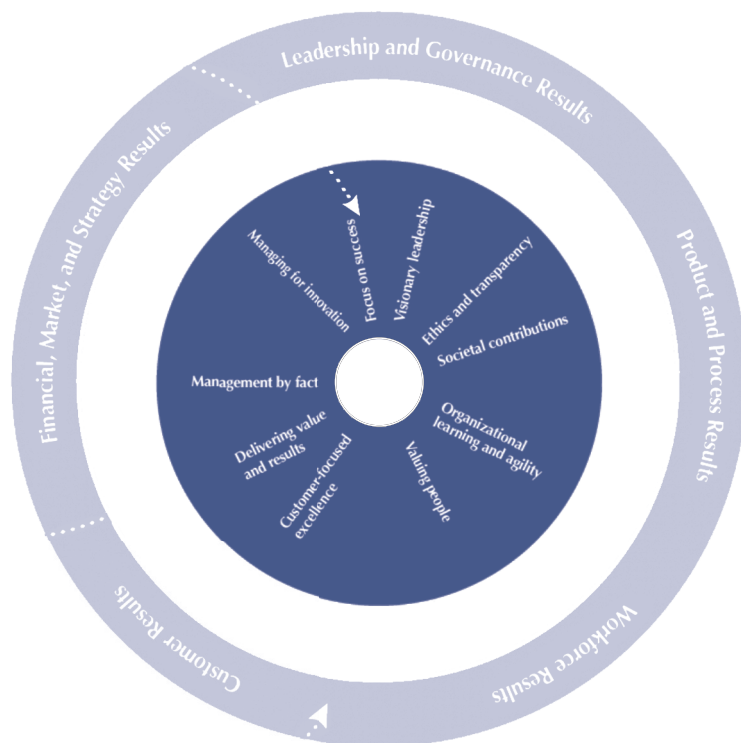 Leadership and Governance Results
Product and Process Results
Workforce Results
Customer Results
Financial, Market, and Strategy Results
Focus on success
Visionary leadership
Ethics and transparency
Societal contributions
Organizational
learning and agility
Valuing people
Customer-focused
excellence
Delivering value
and results
Management by fact
Managing for innovation